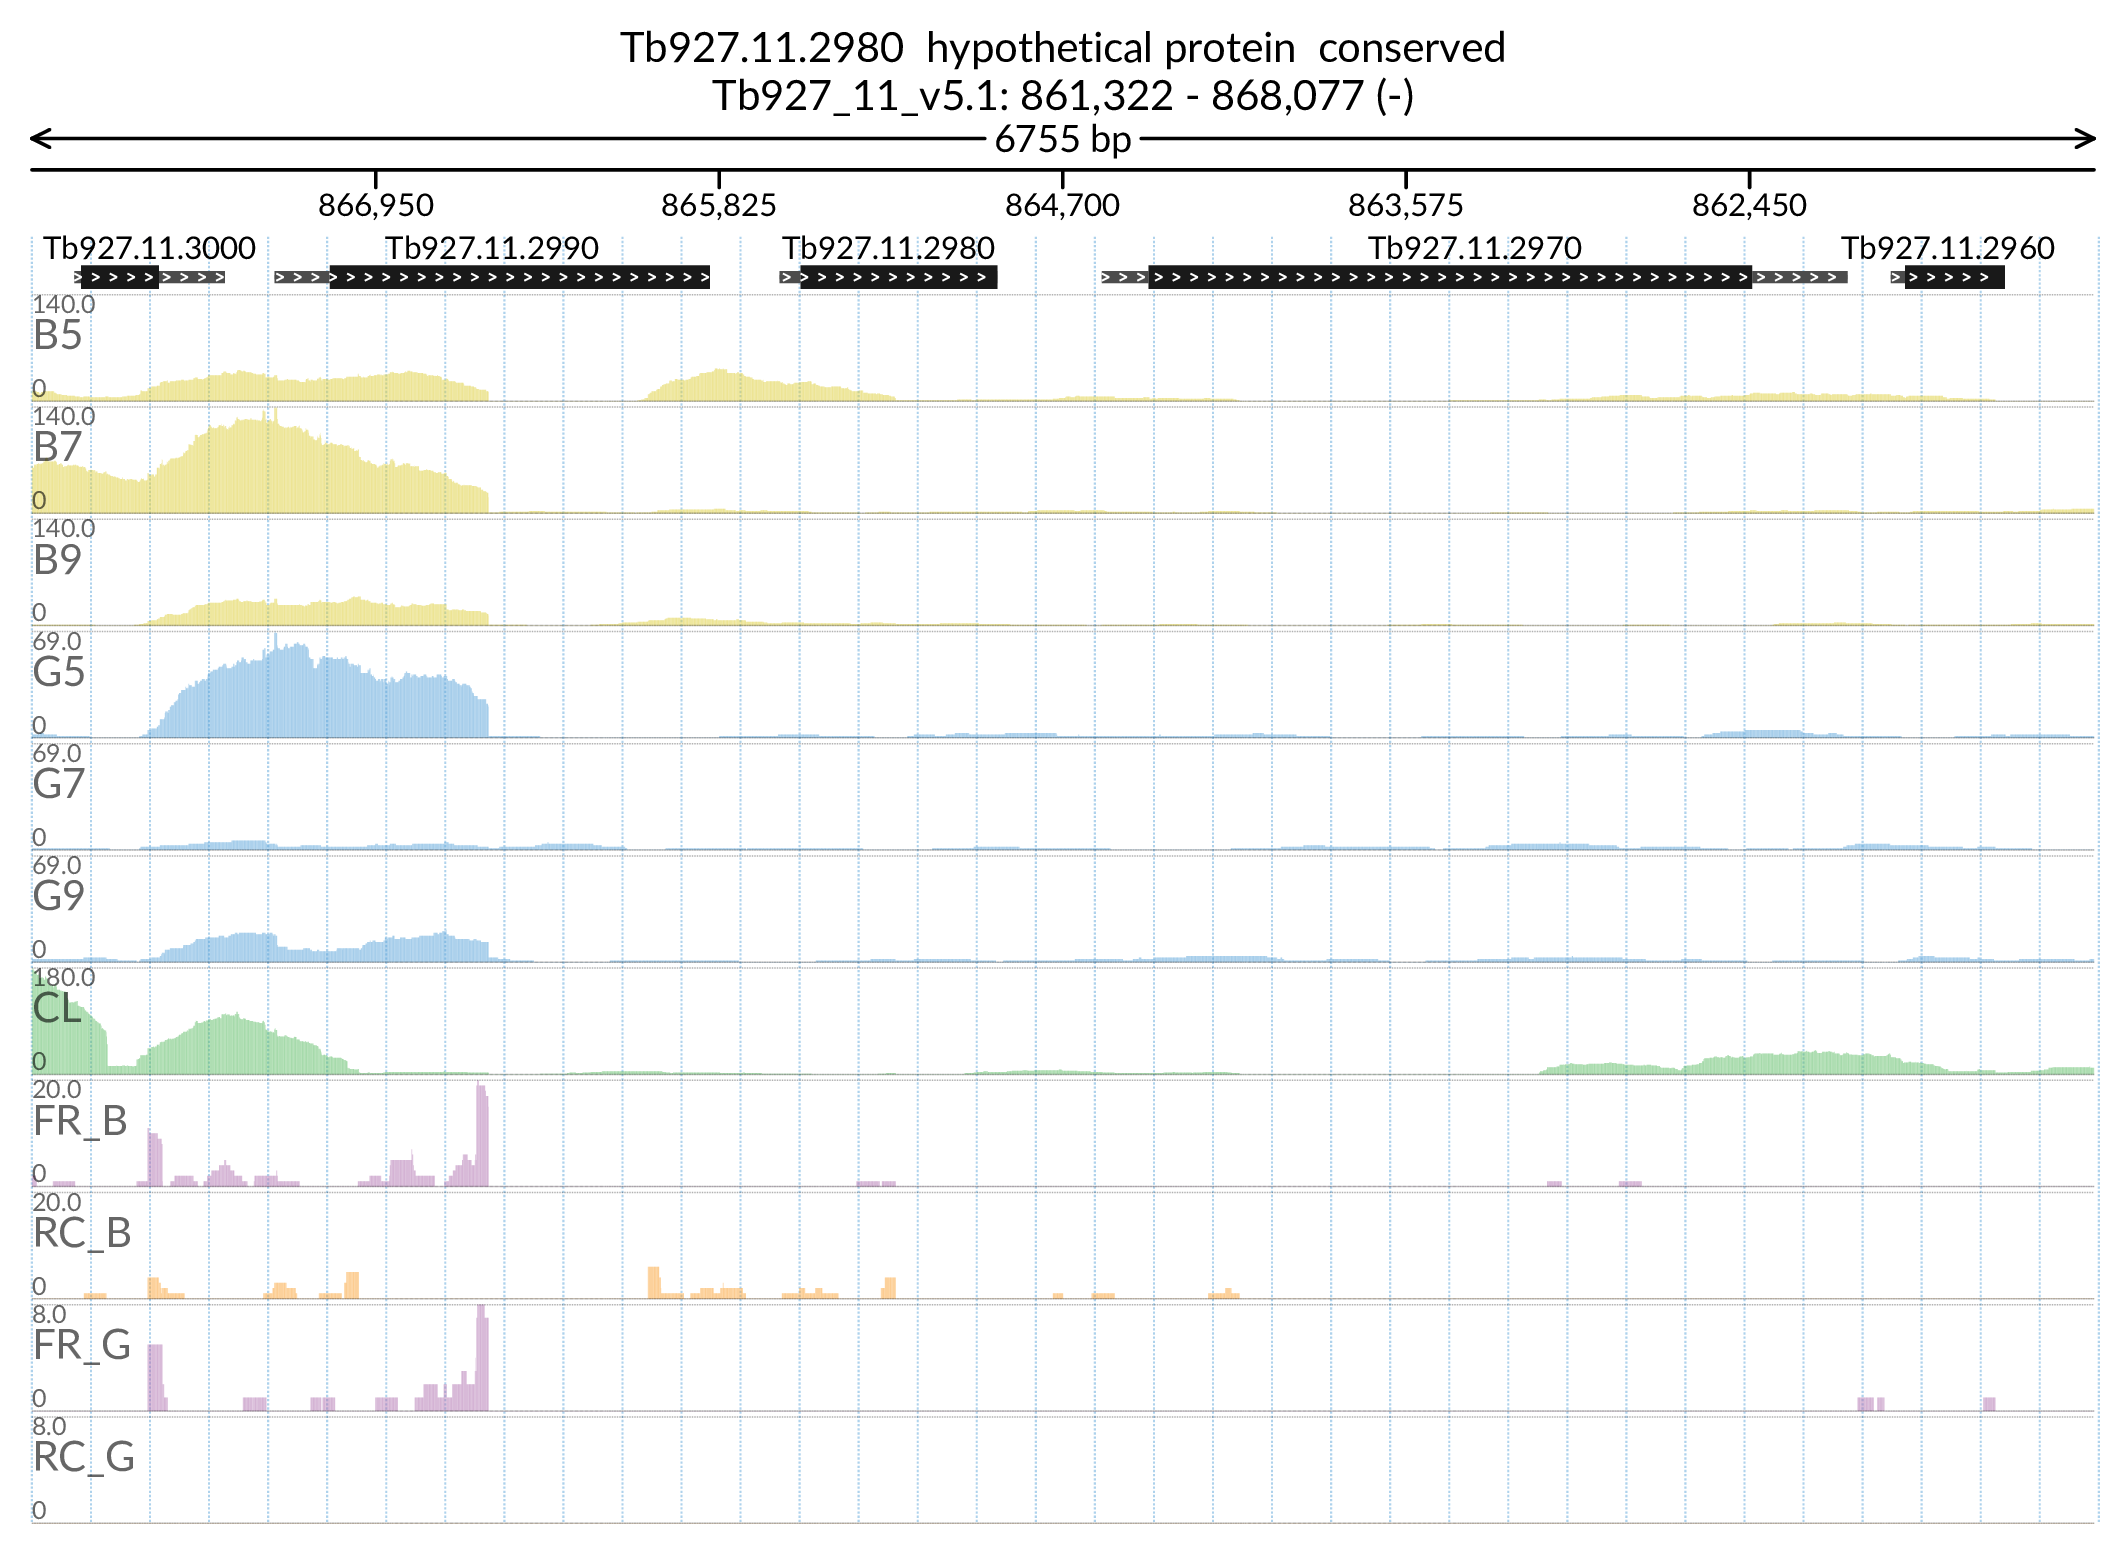 Tb927.11.2980  hypothetical protein  conserved
Tb927_11_v5.1: 861,322 - 868,077 (-)
6755 bp
866,950 865,825 864,700 863,575 862,450
Tb927.11.3000 Tb927.11.2990 Tb927.11.2980 Tb927.11.2970 Tb927.11.2960
140.0
B5
0
140.0
B7
0
140.0
B9
0
69.0
G5
0
69.0
G7
0
69.0
G9
0
180.0
CL
0
20.0
FR_B
0
20.0
RC_B
0
8.0
FR_G
0
8.0
RC_G
0